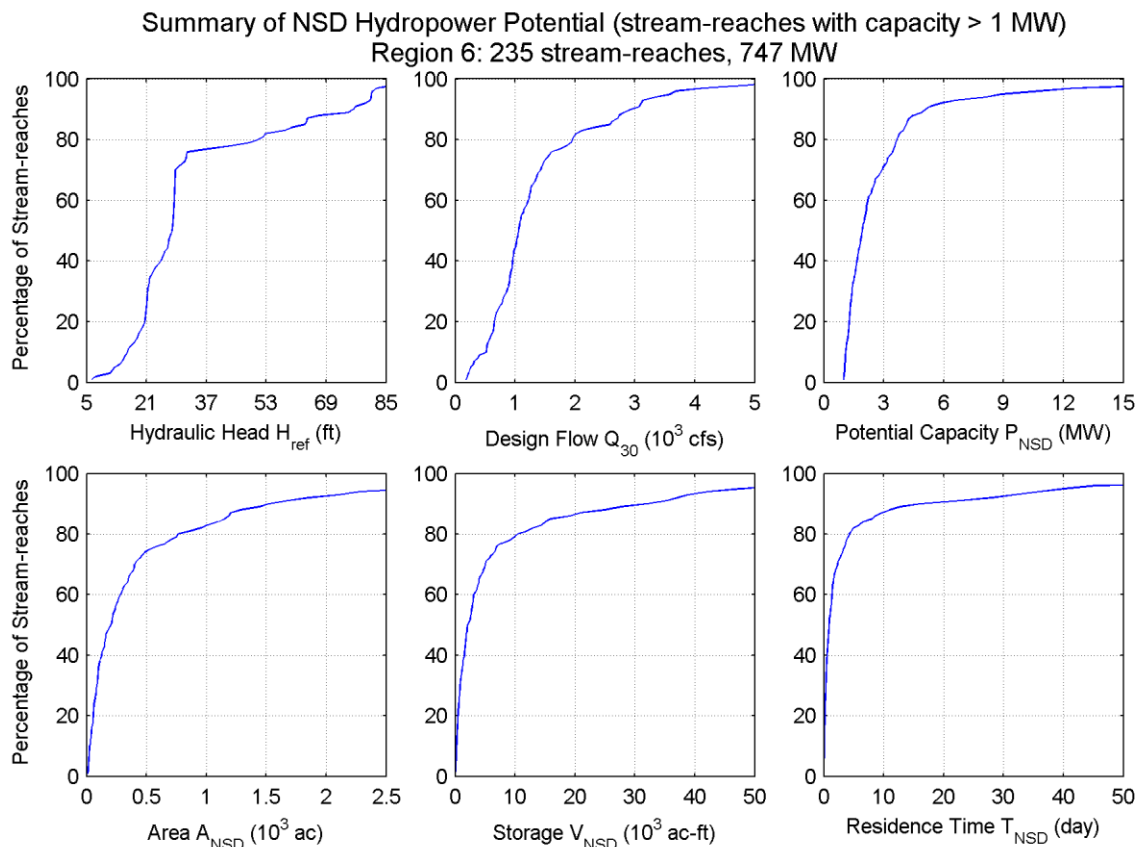 Summary of NSD Hydropower Potential (stream-reaches with capacity > 1 MW)
Region 6: 235 stream-reaches, 747 MW
Percentage of Stream-reaches
100
80
60
40
20
0
5 21 37 53 69 85
Hydraulic Head H_ref (ft)
100
80
60
40
20
0
0 1 2 3 4 5
Design Flow Q_30 (10^3 cfs)
100
80
60
40
20
0
0 3 6 9 12 15
Potential Capacity P_NSD (MW)
Percentage of Stream-reaches
100
80
60
40
20
0
0 0.5 1 1.5 2 2.5
Area A_NSD (10^3 ac)
100
80
60
40
20
0
0 10 20 30 40 50
Storage V_NSD (10^3 ac-ft)
100
80
60
40
20
0
0 10 20 30 40 50
Residence Time T_NSD (day)